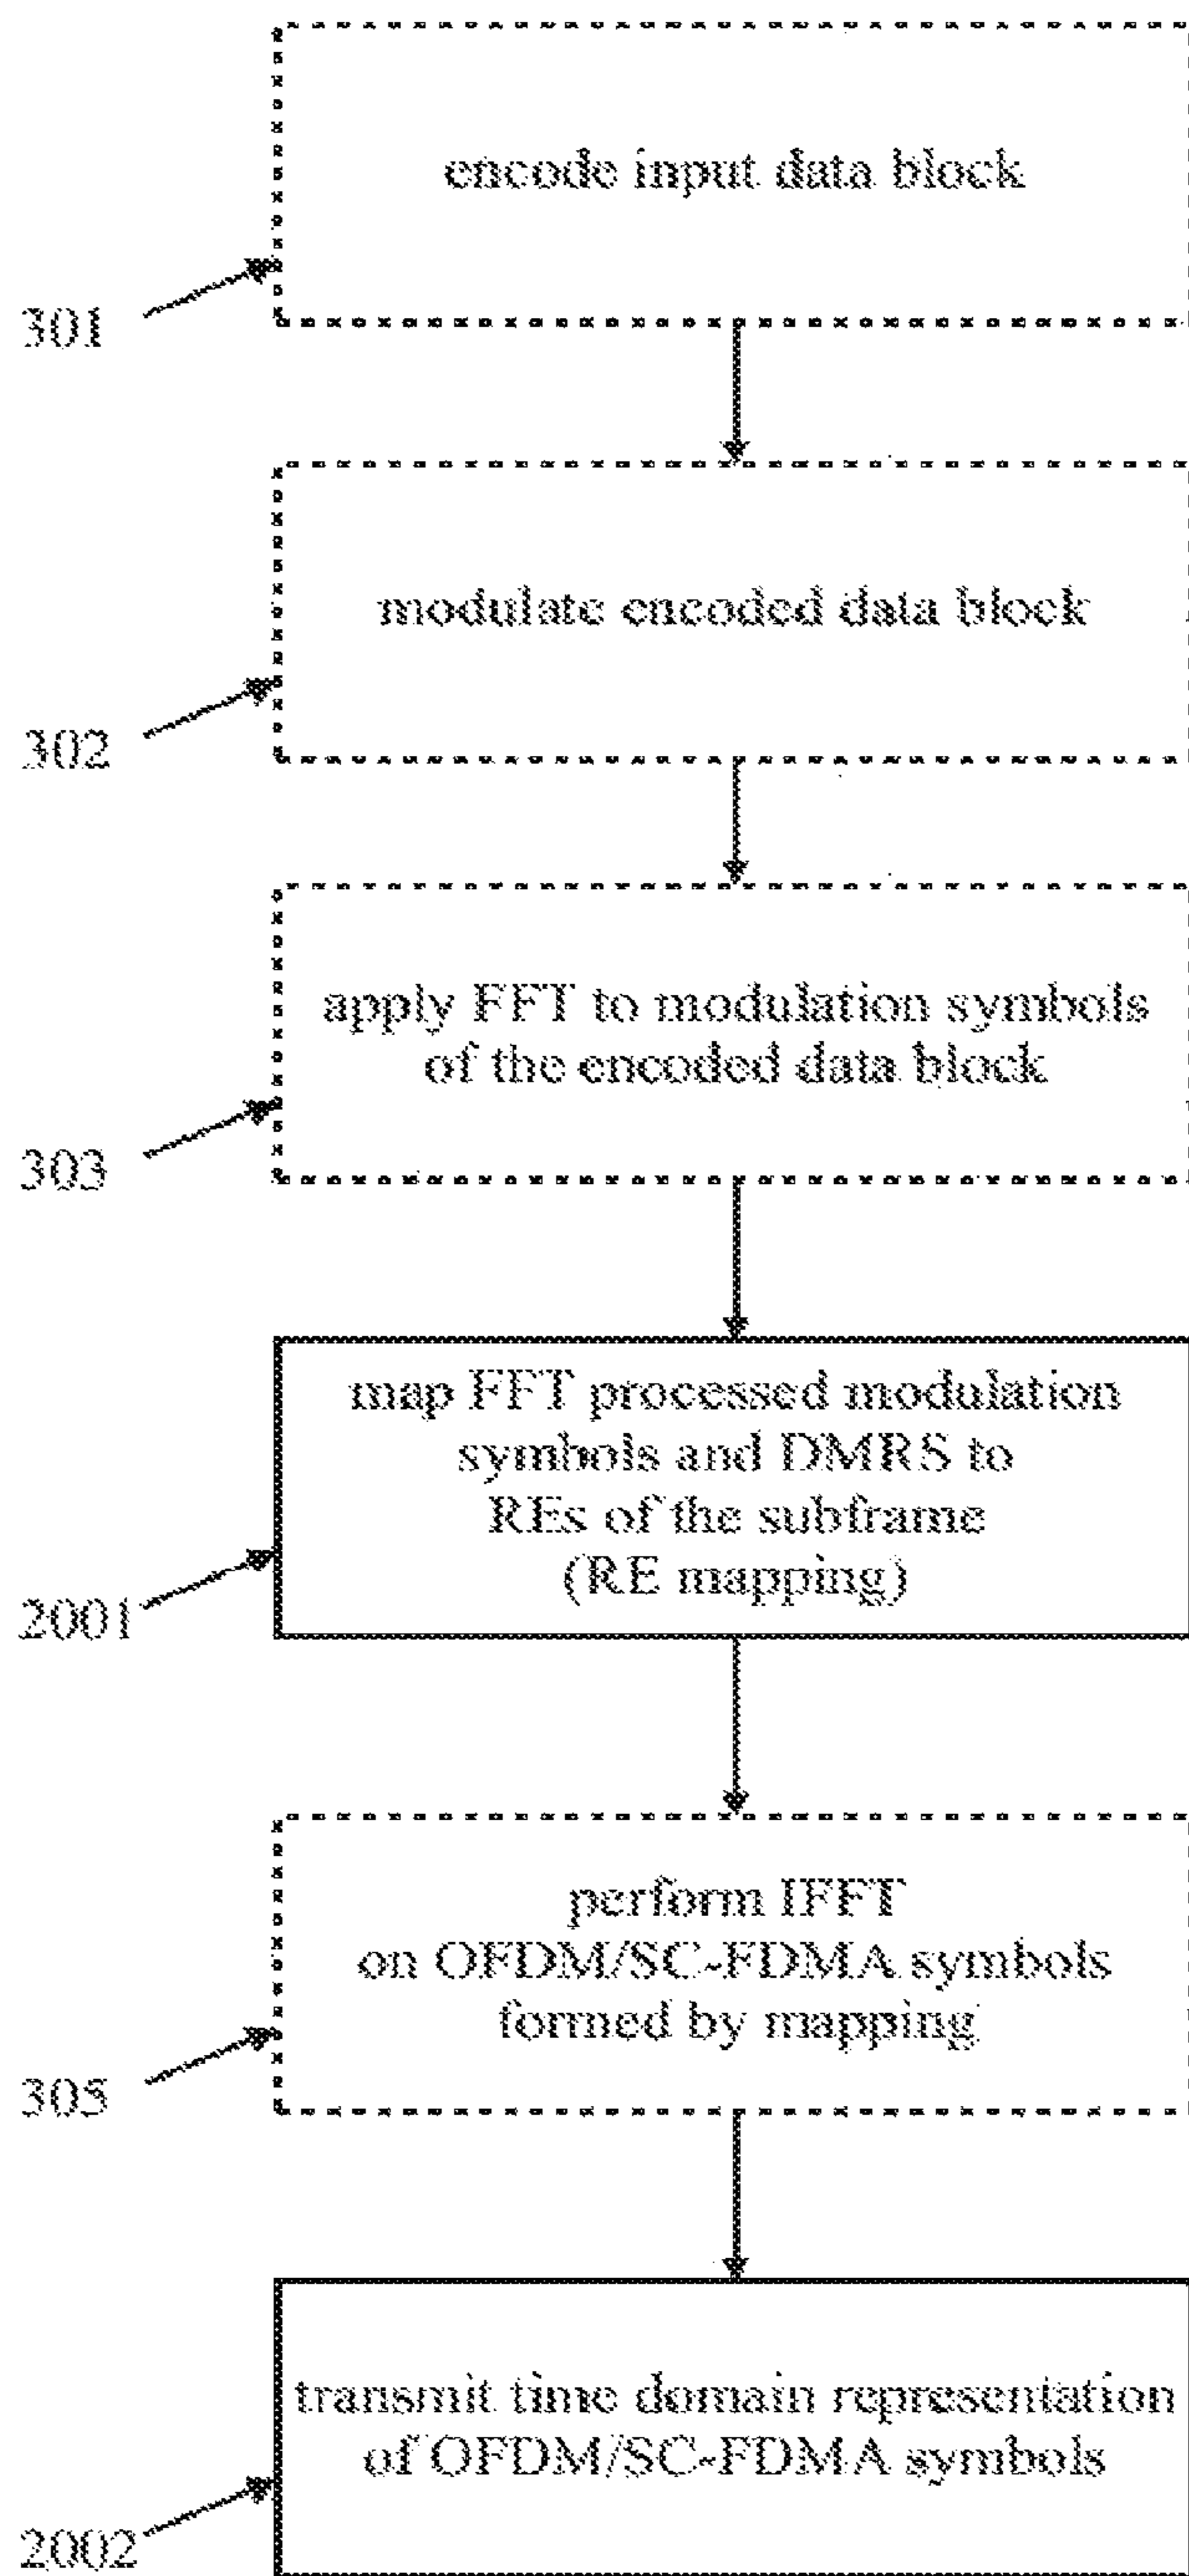 encode input data block
301
modulate encoded data block
302
apply FFT to modulation symbols
of the encoded data block
303
map FFT processed modulation
symbols and DMRS to
REs of the subframe
(RE mapping)
2001
perform IFFT
on OFDM/SC-FDMA symbols
formed by mapping
305
transmit time domain representation
of OFDM/SC-FDMA symbols
2002